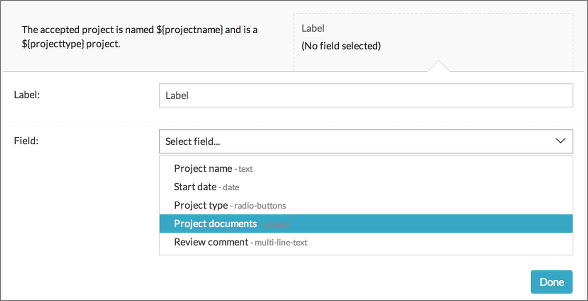 The accepted project is named ${projectname} and is a
${projecttype} project.
Label
(No field selected)
Label:
Label
Field:
Select field...
Project name - text
Start date - date
Project type - radio-buttons
Project documents
Review comment - multi-line-text
Done